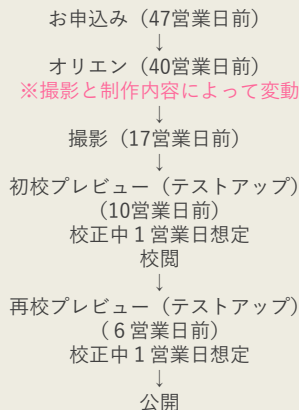 お申込み（47営業日前）
↓
オリエン（40営業日前）
※撮影と制作内容によって変動
↓
撮影（17営業日前）
↓
初校プレビュー（テストアップ）
（10営業日前）
校正中１営業日想定
校閲
↓
再校プレビュー（テストアップ）
（６営業日前）
校正中１営業日想定
↓
公開